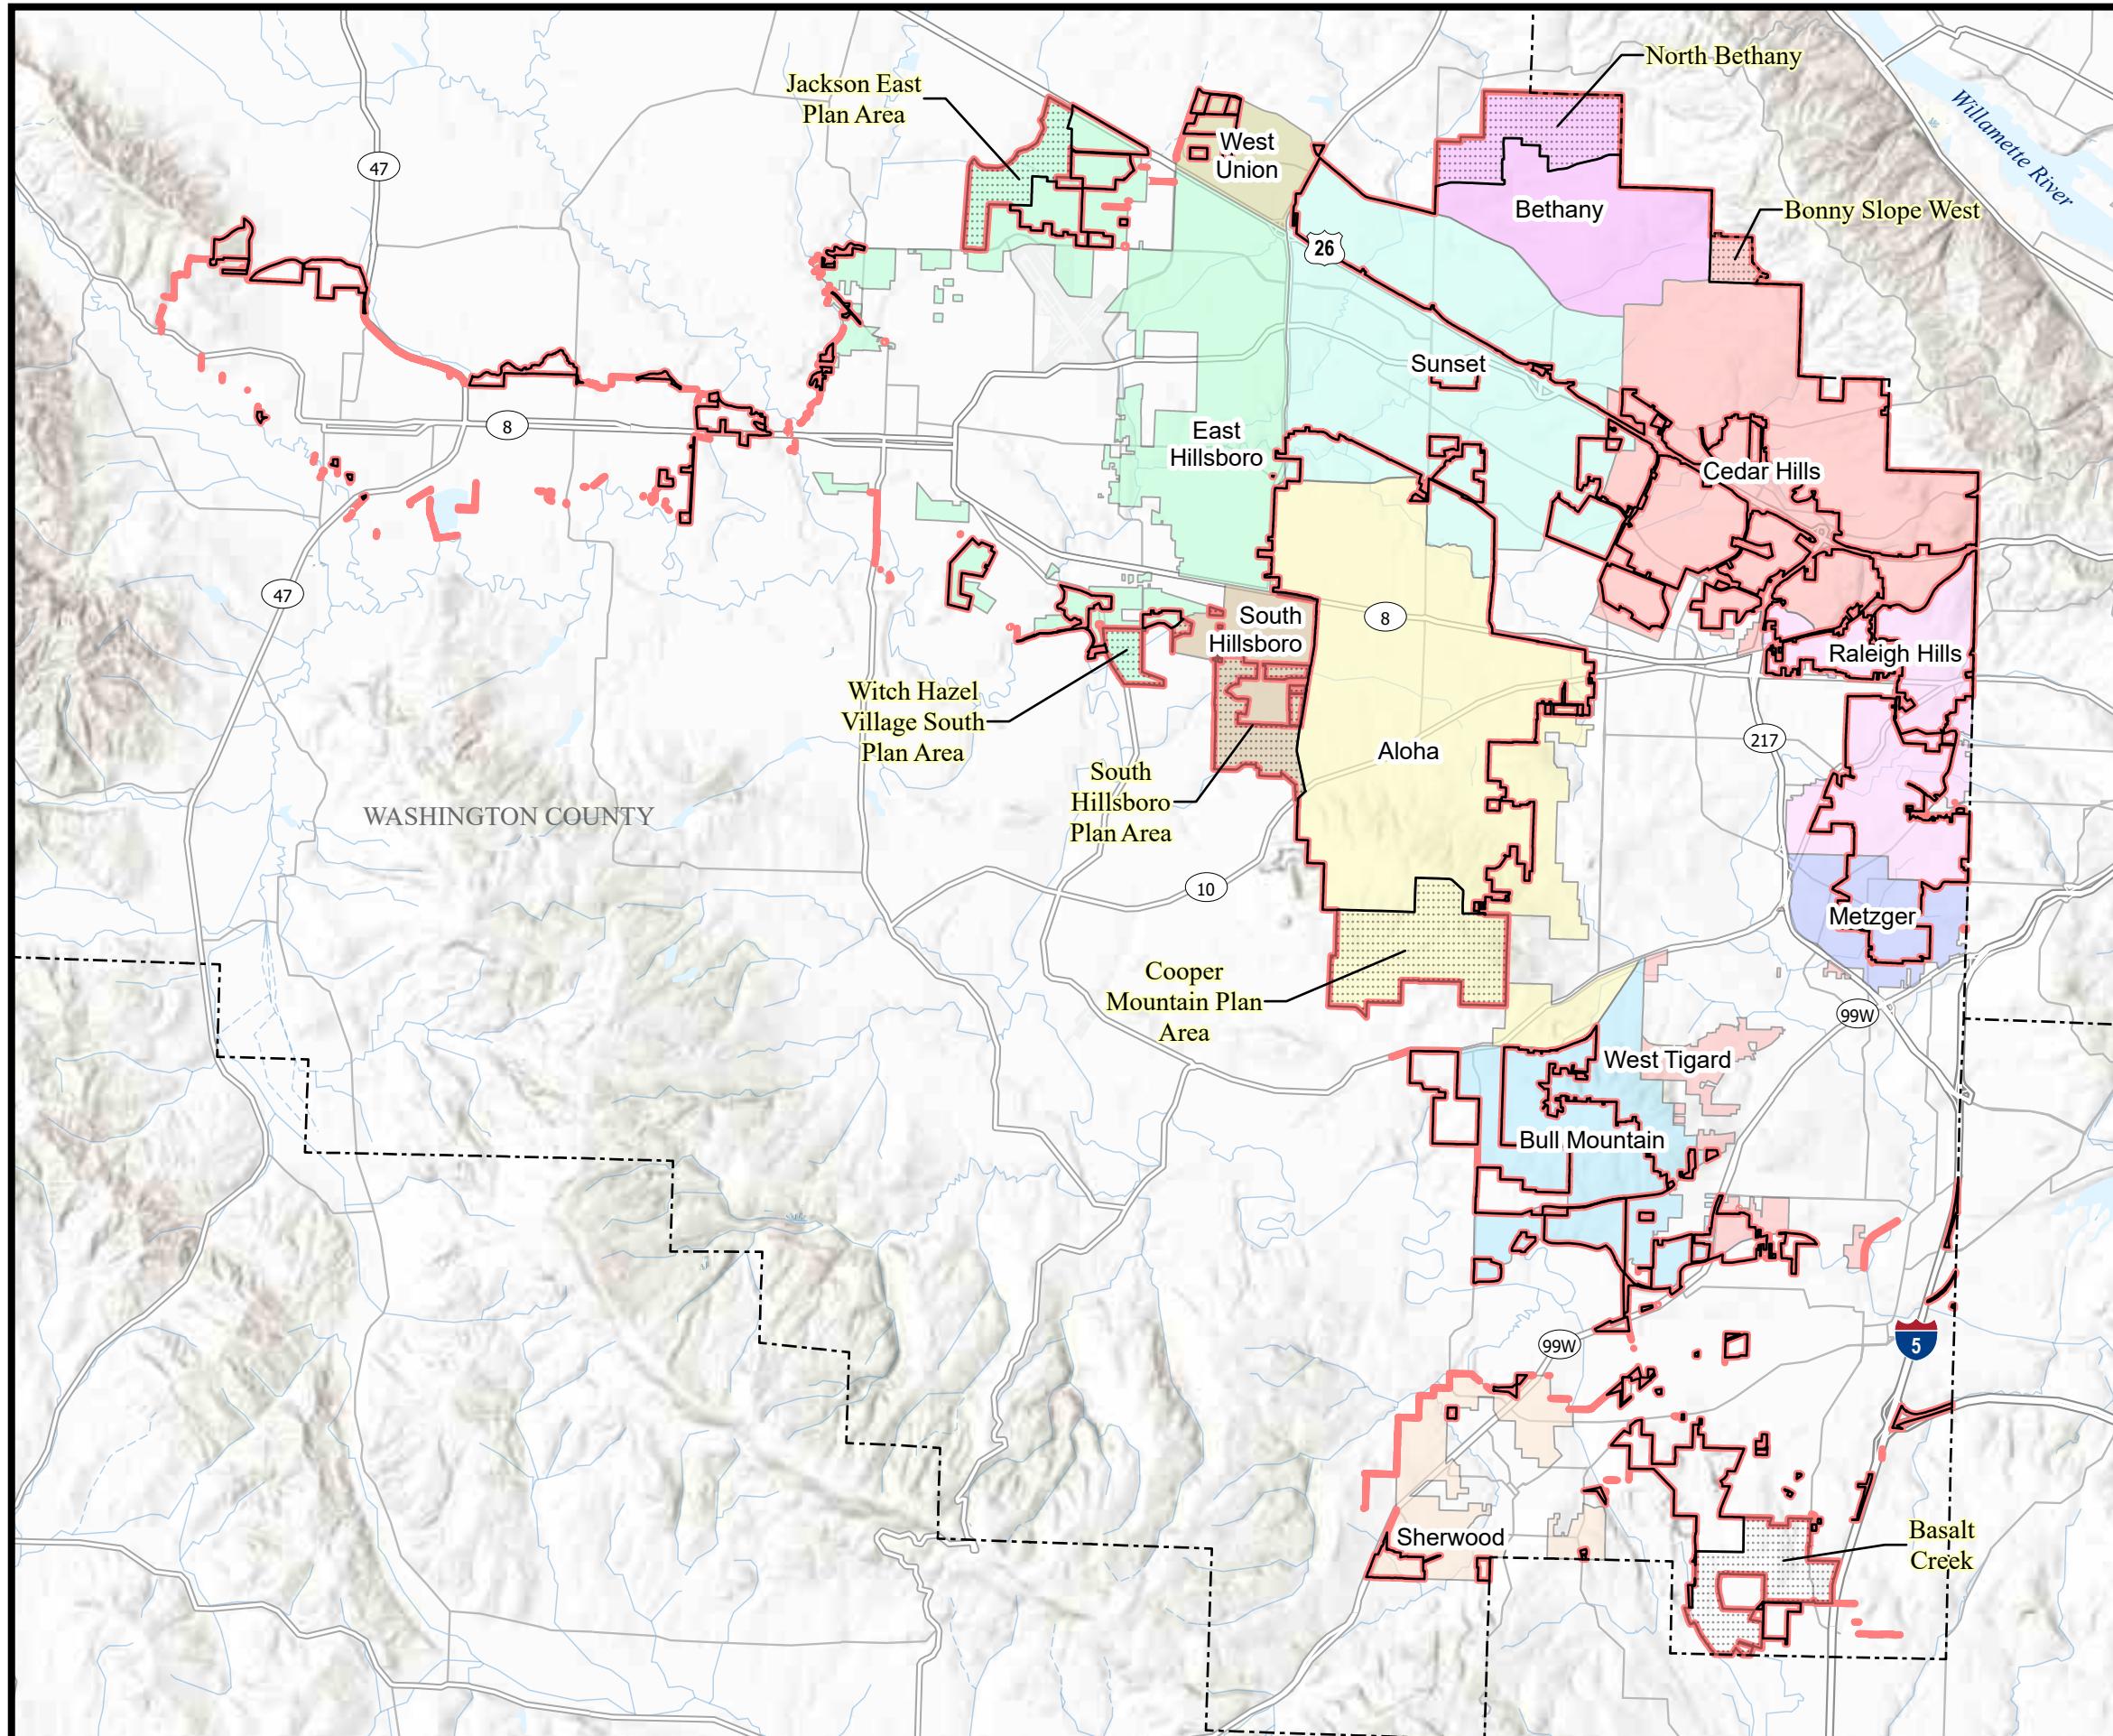 North Bethany
Jackson East
Plan Area
Willamette River
47
West
Union
Bethany
Bonny Slope West
26
Sunset
8
East
Hillsboro
Cedar Hills
47
South
Hillsboro
8
Raleigh Hills
Witch Hazel
Village South
Plan Area
217
Aloha
South
Hillsboro
Plan Area
WASHINGTON COUNTY
10
Metzger
Cooper
Mountain Plan
Area
99W
West Tigard
Bull Mountain
99W
5
Sherwood
Basalt
Creek